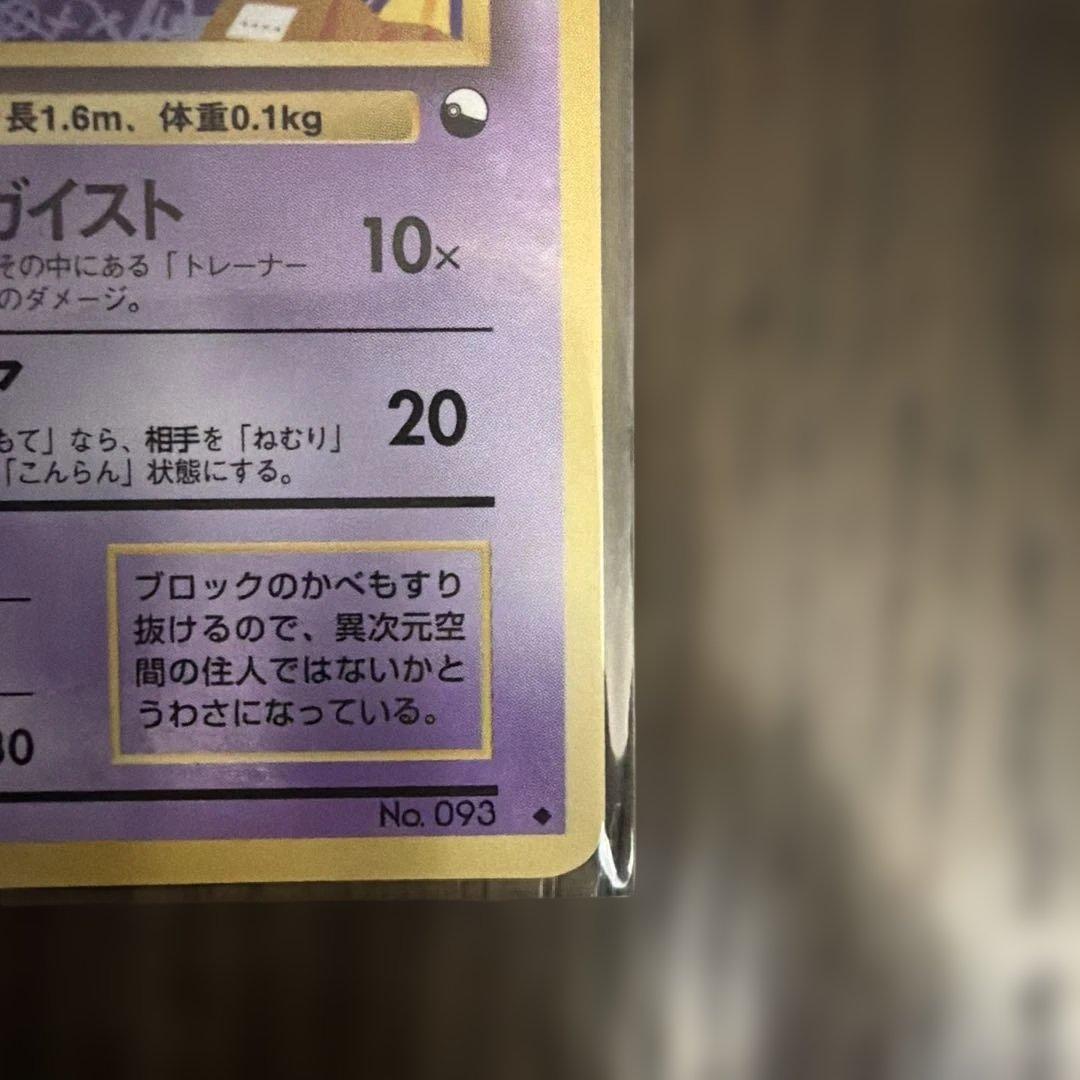 長1.6m、体重0.1kg
ガイスト
10×
その中にある「トレーナー
のダメージ。
20
もて」なら、相手を「ねむり」
「こんらん」状態にする。
ブロックのかべもすり
抜けるので、異次元空
間の住人ではないかと
うわさになっている。
30
No. 093